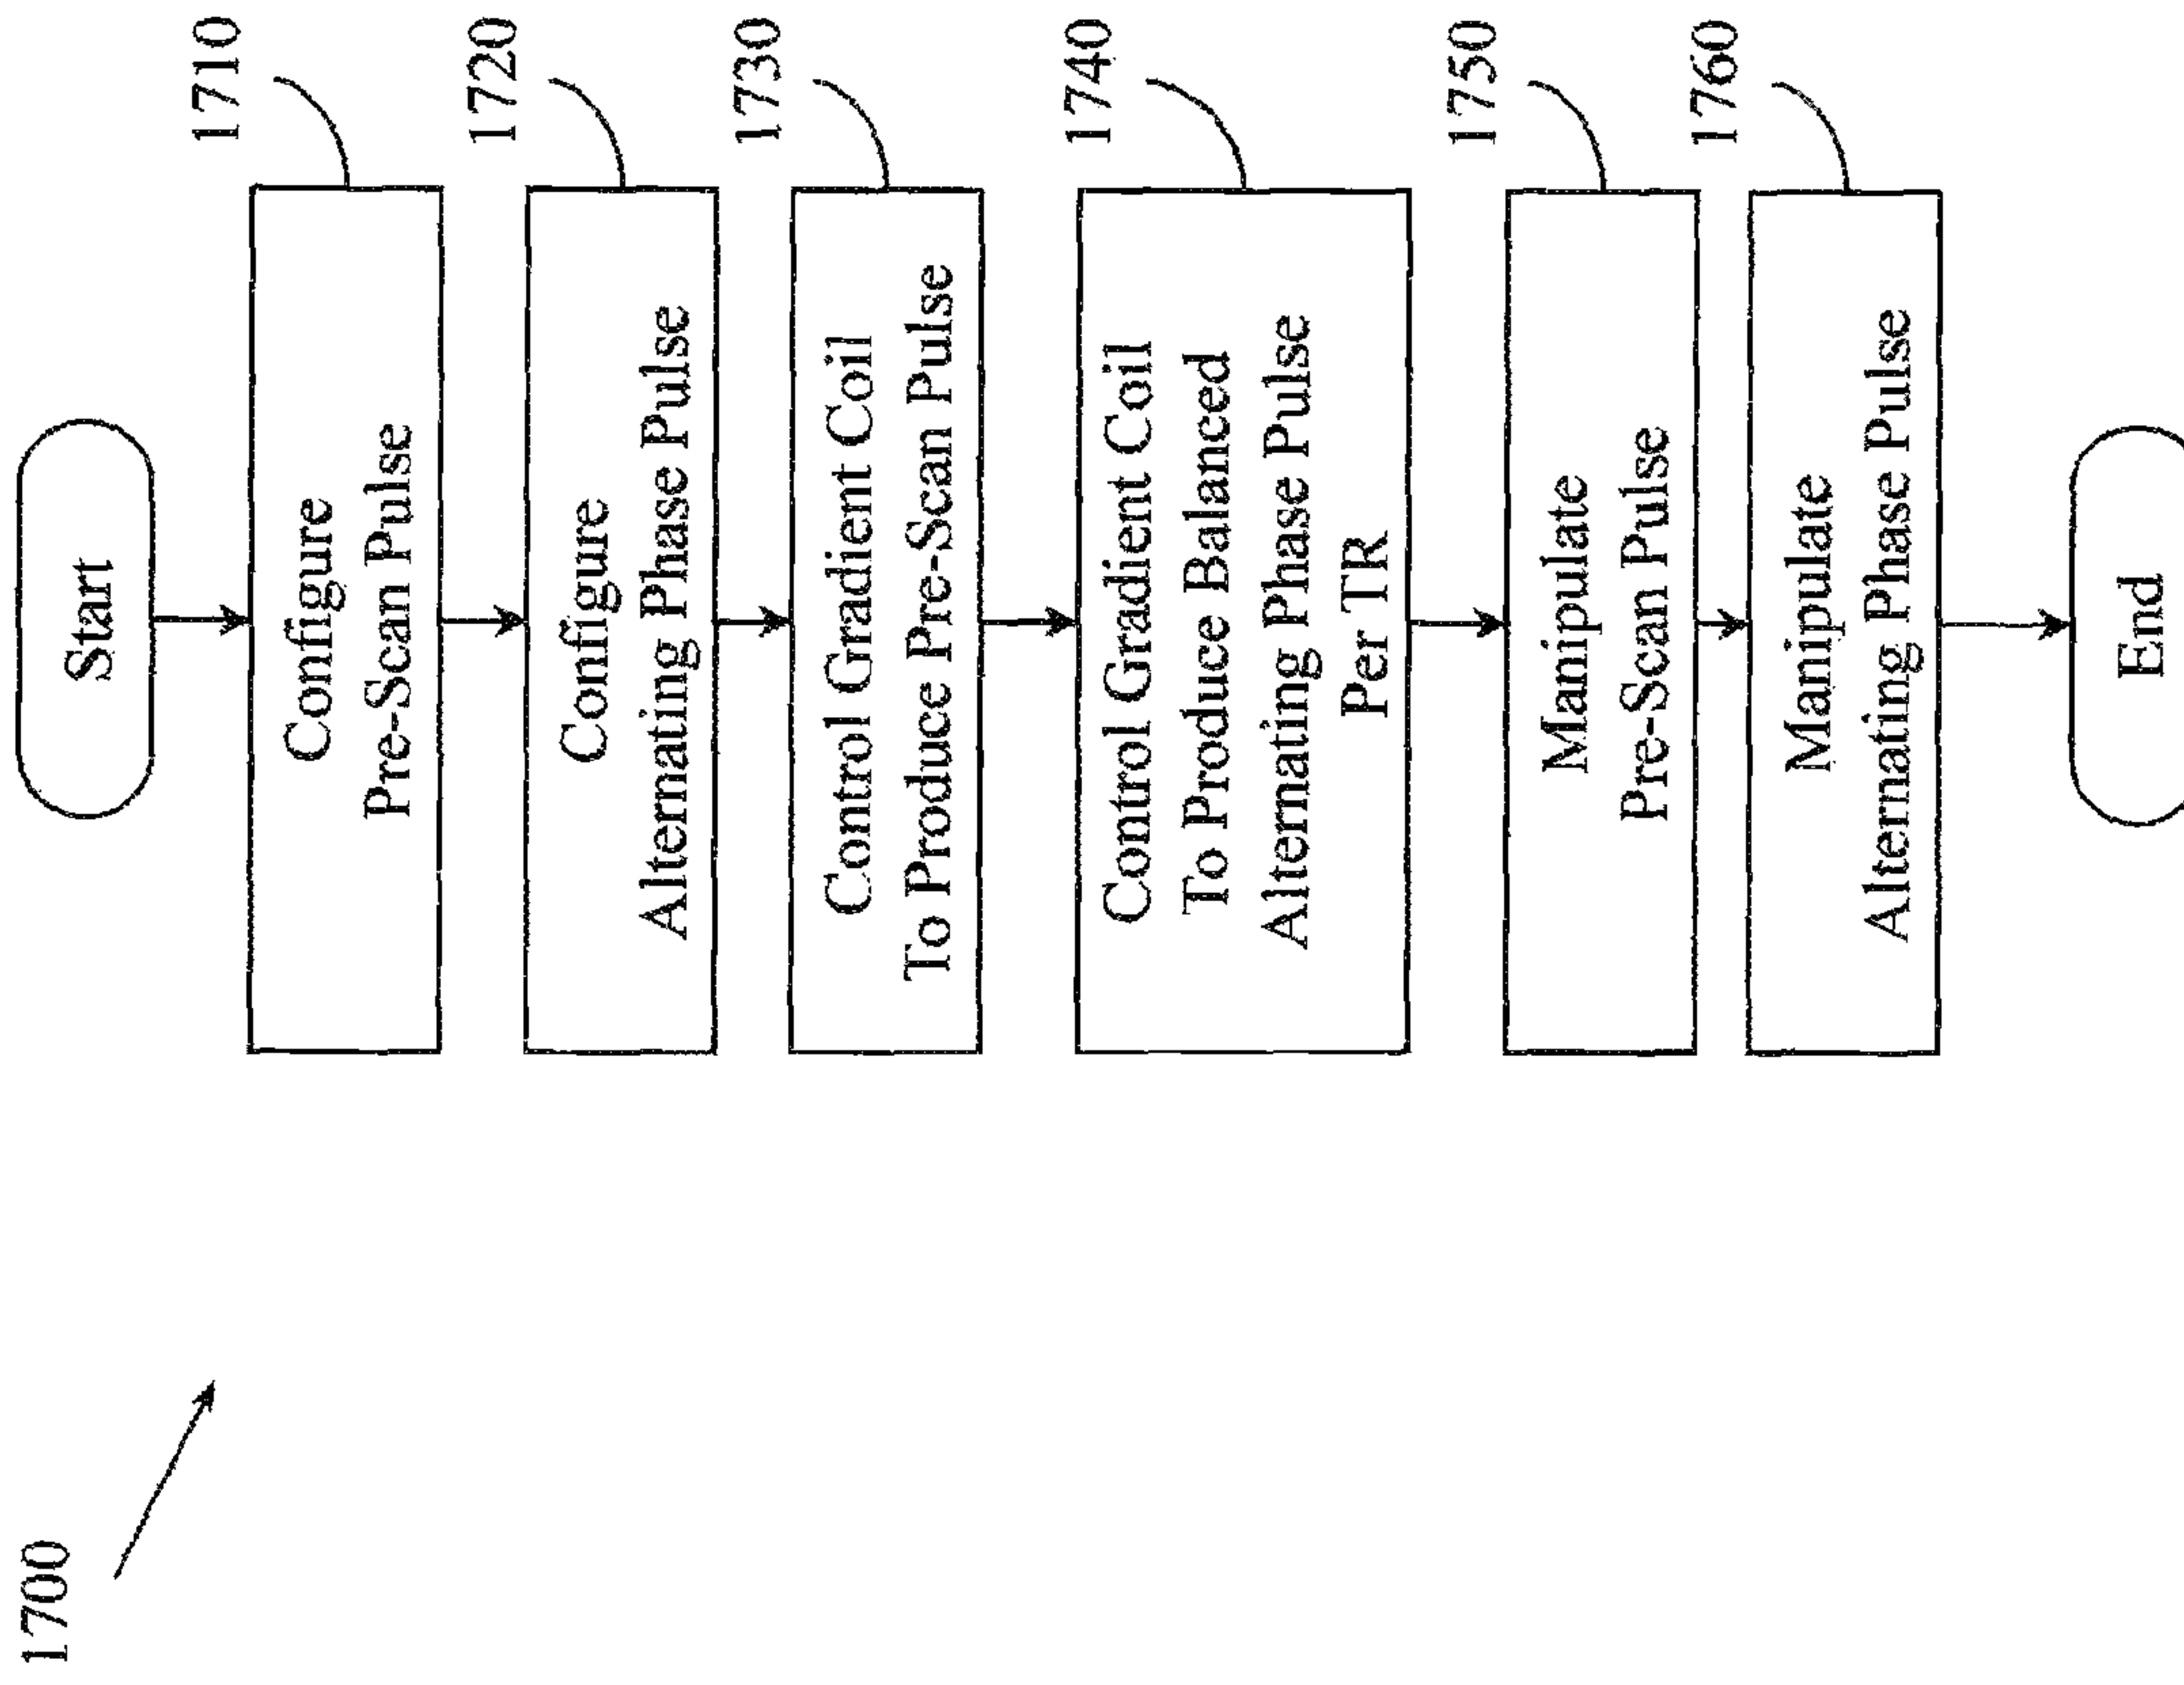 1700
Start
Configure
Pre-Scan Pulse
1710
Configure
Alternating Phase Pulse
1720
Control Gradient Coil
To Produce Pre-Scan Pulse
1730
Control Gradient Coil
To Produce Balanced
Alternating Phase Pulse
Per TR
1740
Manipulate
Pre-Scan Pulse
1750
Manipulate
Alternating Phase Pulse
1760
End